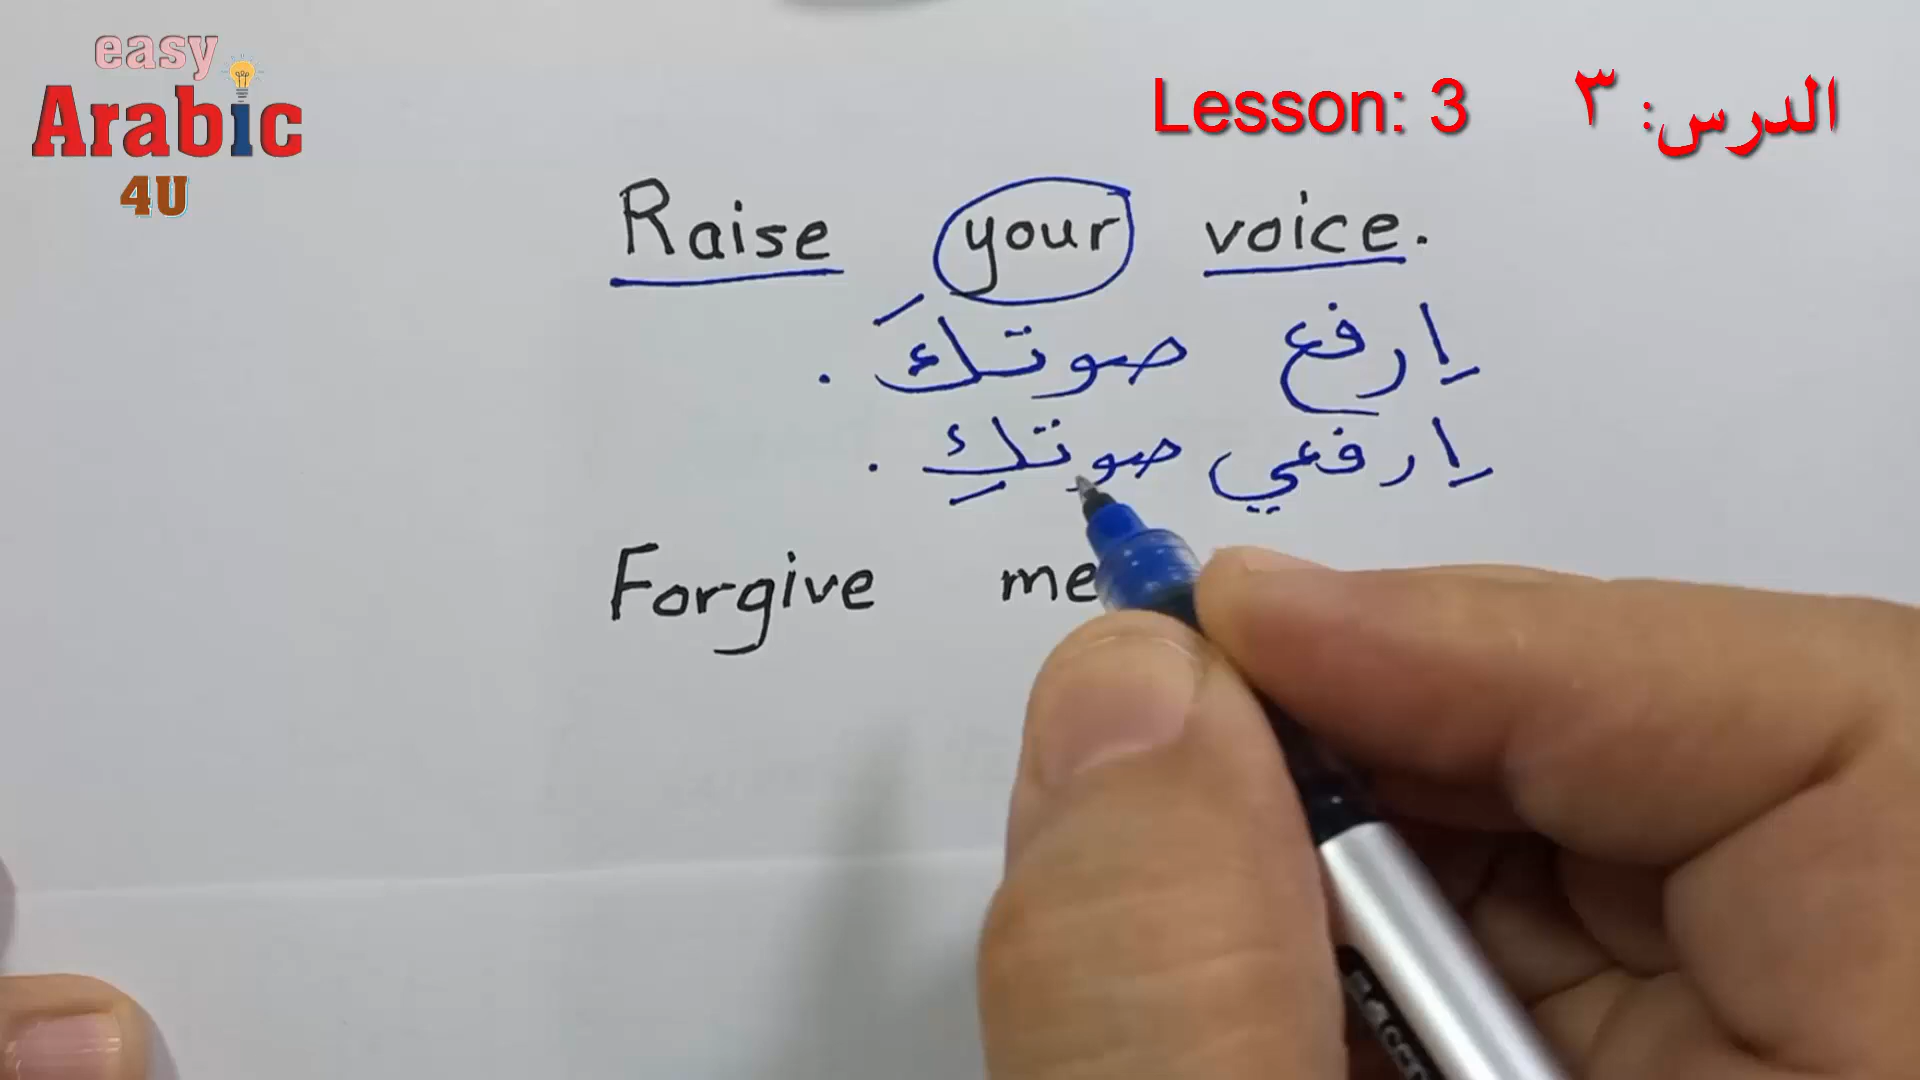 easy
Arabic
4U
Lesson: 3 الدرس: ٣
Raise your voice.
اِرفع صوتكَ .
اِرفعي صوتكِ .
Forgive me